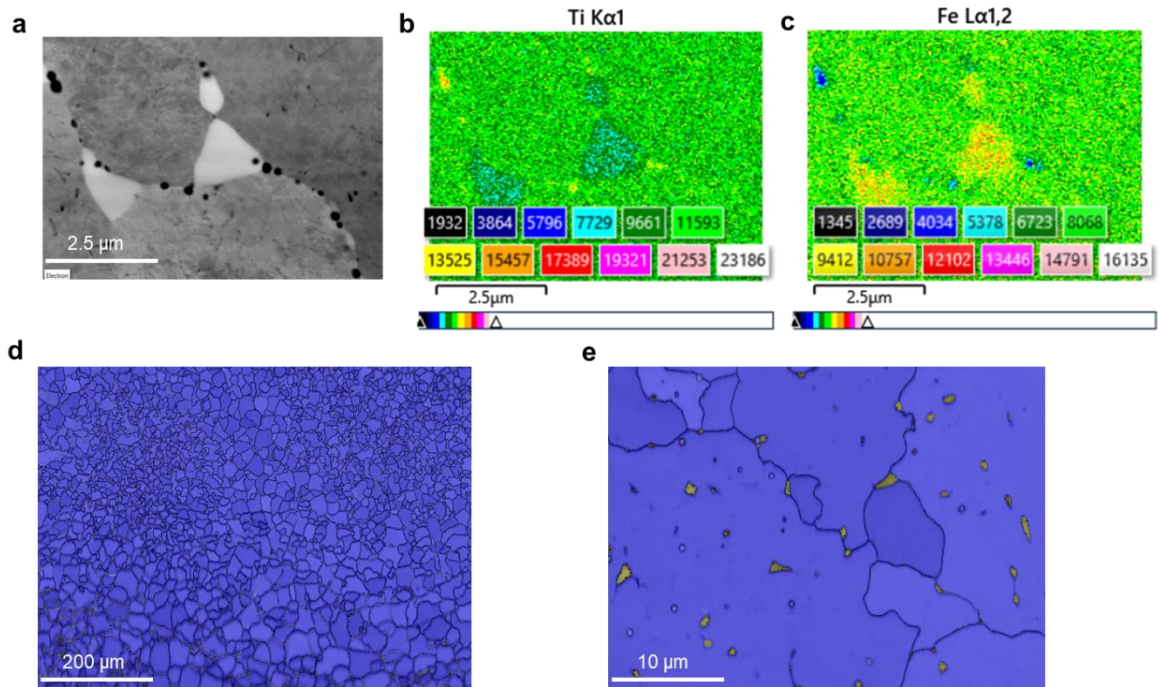 a
2.5 μm
Electron
b
Ti Kα1
1932 3864 5796 7729 9661 11593
13525 15457 17389 19321 21253 23186
2.5μm
c
Fe Lα1,2
1345 2689 4034 5378 6723 8068
9412 10757 12102 13446 14791 16135
2.5μm
d
200 μm
e
10 μm